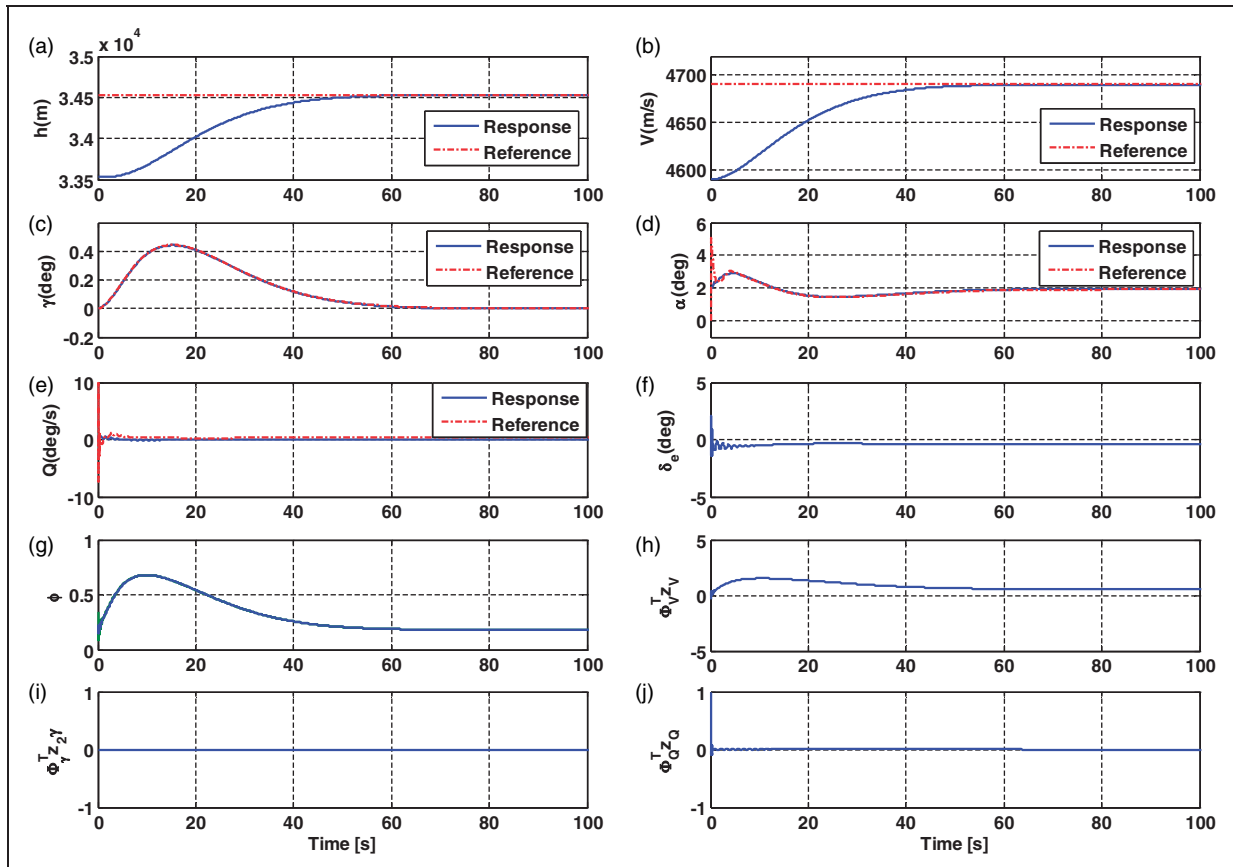 (a)
x 10^4
3.5
3.45
3.4
3.35
h(m)
0 20 40 60 80 100
Response
Reference
(b)
4700
4650
4600
V(m/s)
0 20 40 60 80 100
Response
Reference
(c)
0.4
0.2
0
-0.2
γ(deg)
0 20 40 60 80 100
Response
Reference
(d)
6
4
2
0
α(deg)
0 20 40 60 80 100
Response
Reference
(e)
10
0
-10
Q(deg/s)
0 20 40 60 80 100
Response
Reference
(f)
5
0
-5
δ_e(deg)
0 20 40 60 80 100
(g)
1
0.5
0
ϕ
0 20 40 60 80 100
(h)
5
0
-5
Φ_V^T z_V
0 20 40 60 80 100
(i)
1
0
-1
Φ_γ^T z_2γ
0 20 40 60 80 100
Time [s]
(j)
1
0
-1
Φ_Q^T z_Q
0 20 40 60 80 100
Time [s]